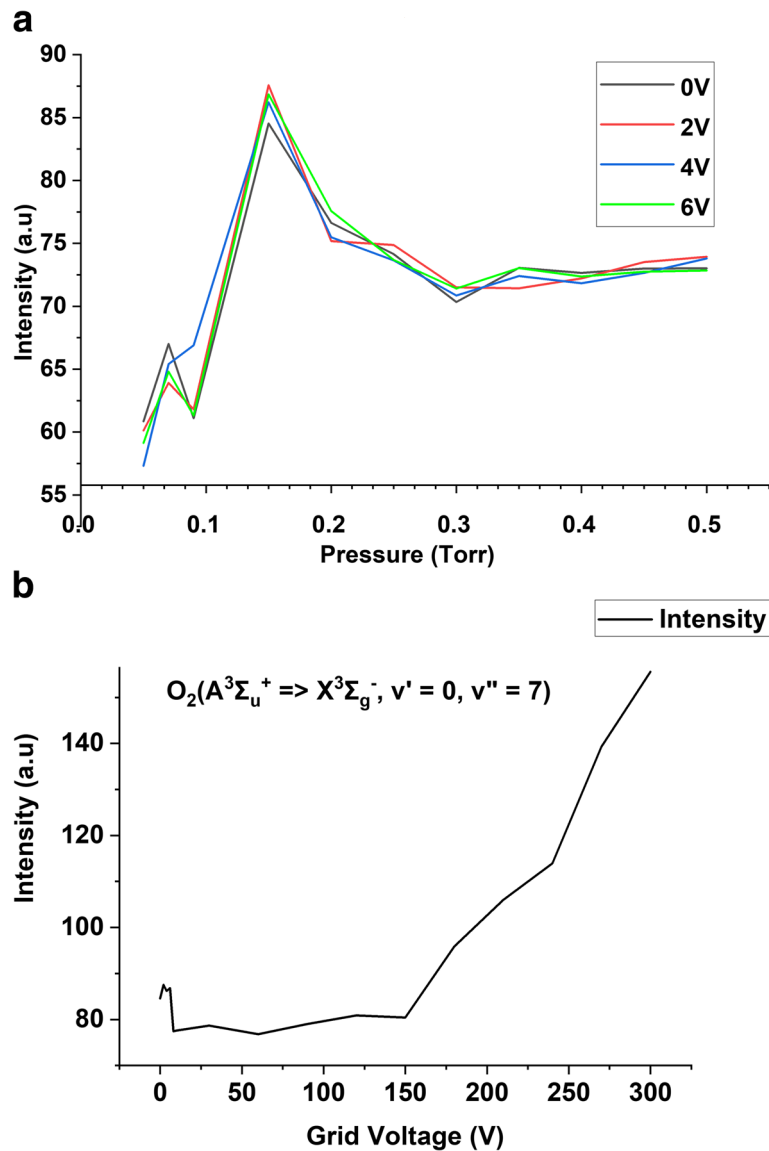 a
90
85
80
75
70
65
60
55
Intensity (a.u)
0V
2V
4V
6V
0.0 0.1 0.2 0.3 0.4 0.5
Pressure (Torr)
b
Intensity
O₂(A³Σᵤ⁺ => X³Σg⁻, v' = 0, v" = 7)
140
120
100
80
Intensity (a.u)
0 50 100 150 200 250 300
Grid Voltage (V)